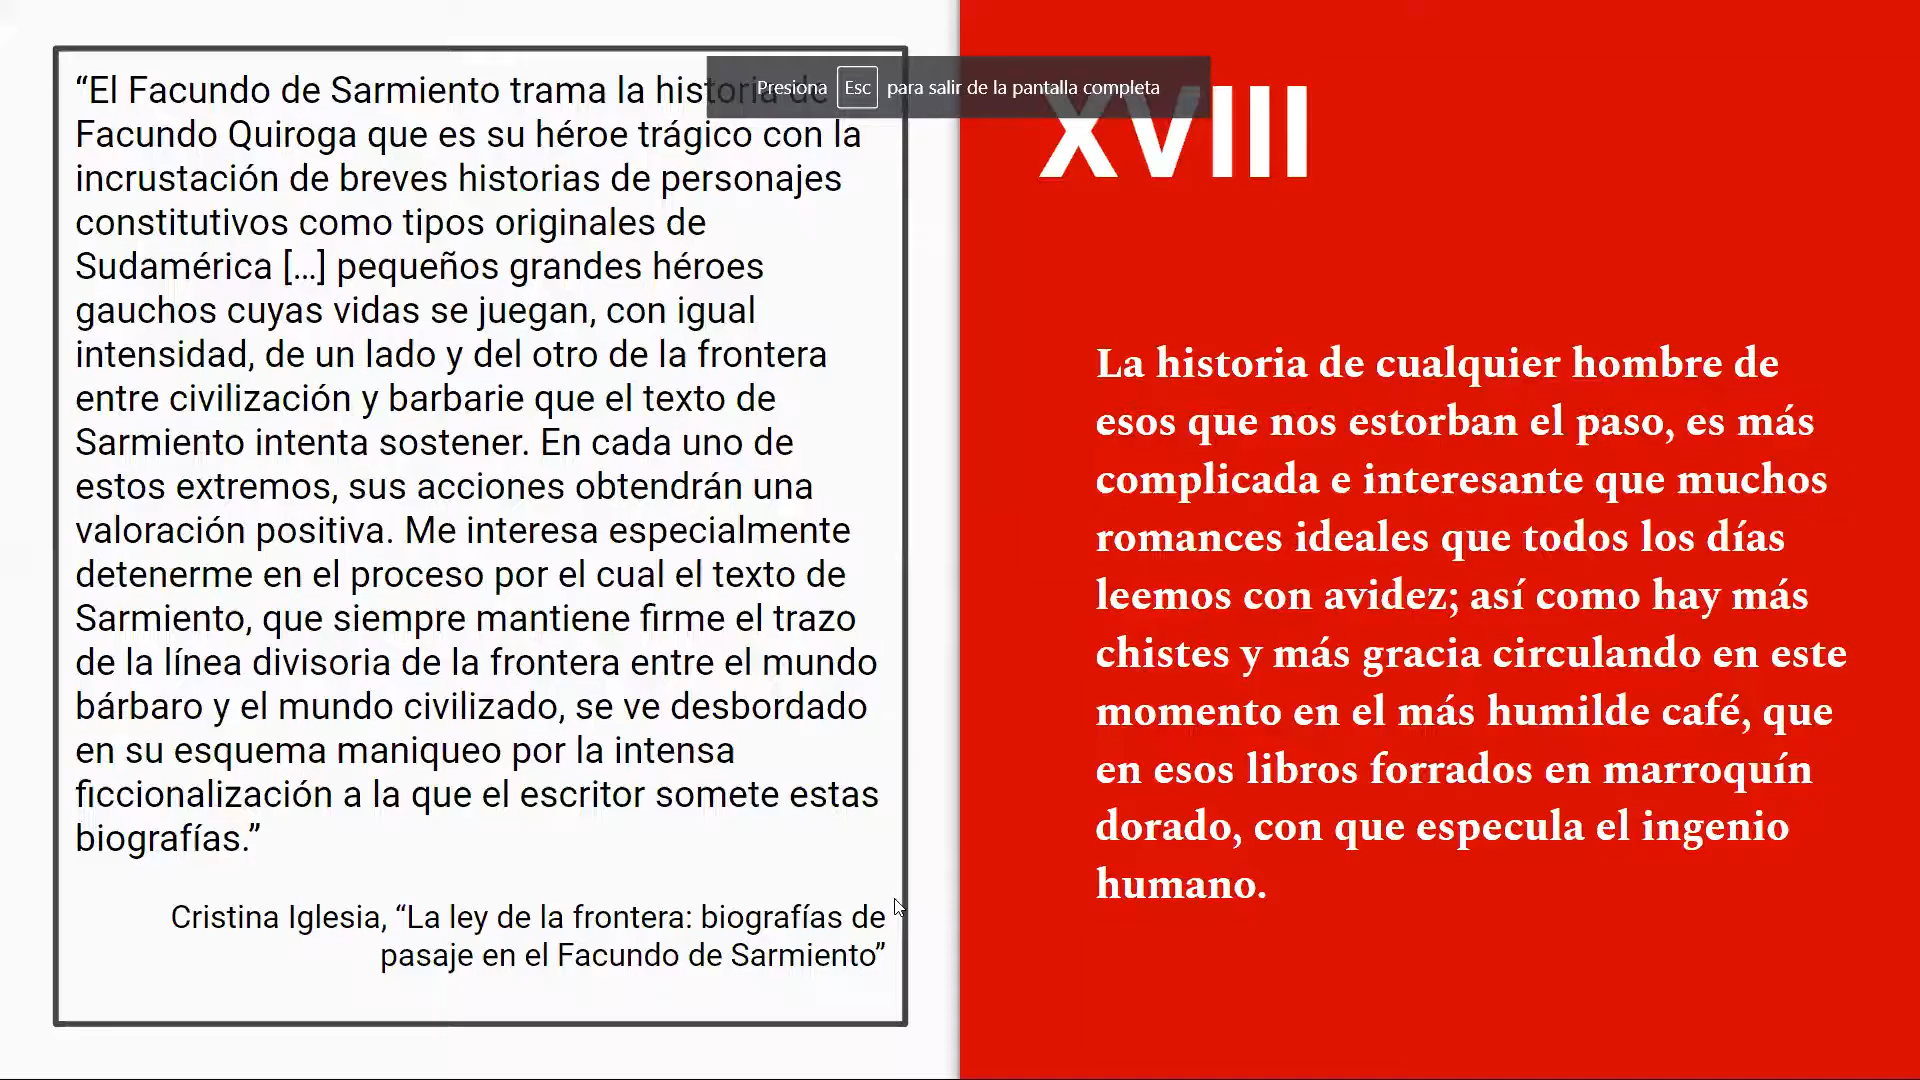 “El Facundo de Sarmiento trama la historia de
Facundo Quiroga que es su héroe trágico con la
incrustación de breves historias de personajes
constitutivos como tipos originales de
Sudamérica [...] pequeños grandes héroes
gauchos cuyas vidas se juegan, con igual
intensidad, de un lado y del otro de la frontera
entre civilización y barbarie que el texto de
Sarmiento intenta sostener. En cada uno de
estos extremos, sus acciones obtendrán una
valoración positiva. Me interesa especialmente
detenerme en el proceso por el cual el texto de
Sarmiento, que siempre mantiene firme el trazo
de la línea divisoria de la frontera entre el mundo
bárbaro y el mundo civilizado, se ve desbordado
en su esquema maniqueo por la intensa
ficcionalización a la que el escritor somete estas
biografías.”
Cristina Iglesia, “La ley de la frontera: biografías de
pasaje en el Facundo de Sarmiento”
Presiona Esc para salir de la pantalla completa
XVIII
La historia de cualquier hombre de
esos que nos estorban el paso, es más
complicada e interesante que muchos
romances ideales que todos los días
leemos con avidez; así como hay más
chistes y más gracia circulando en este
momento en el más humilde café, que
en esos libros forrados en marroquín
dorado, con que especula el ingenio
humano.